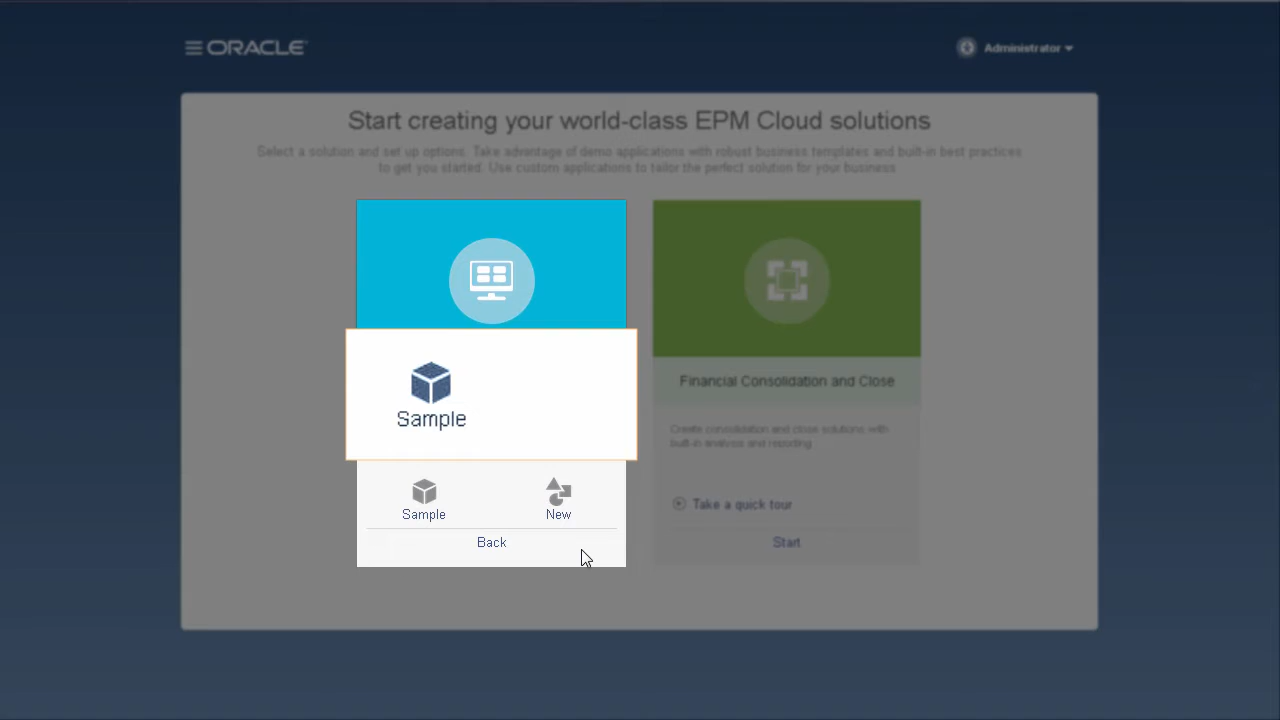 ORACLE
Administrator
Start creating your world-class EPM Cloud solutions
Select a solution and set up options. Take advantage of demo applications with robust business templates and built-in best practices
to get you started. Use custom applications to tailor the perfect solution for your business
Sample
Sample
New
Back
Financial Consolidation and Close
Create consolidation and close solutions with
built-in analysis and reporting
Take a quick tour
Start